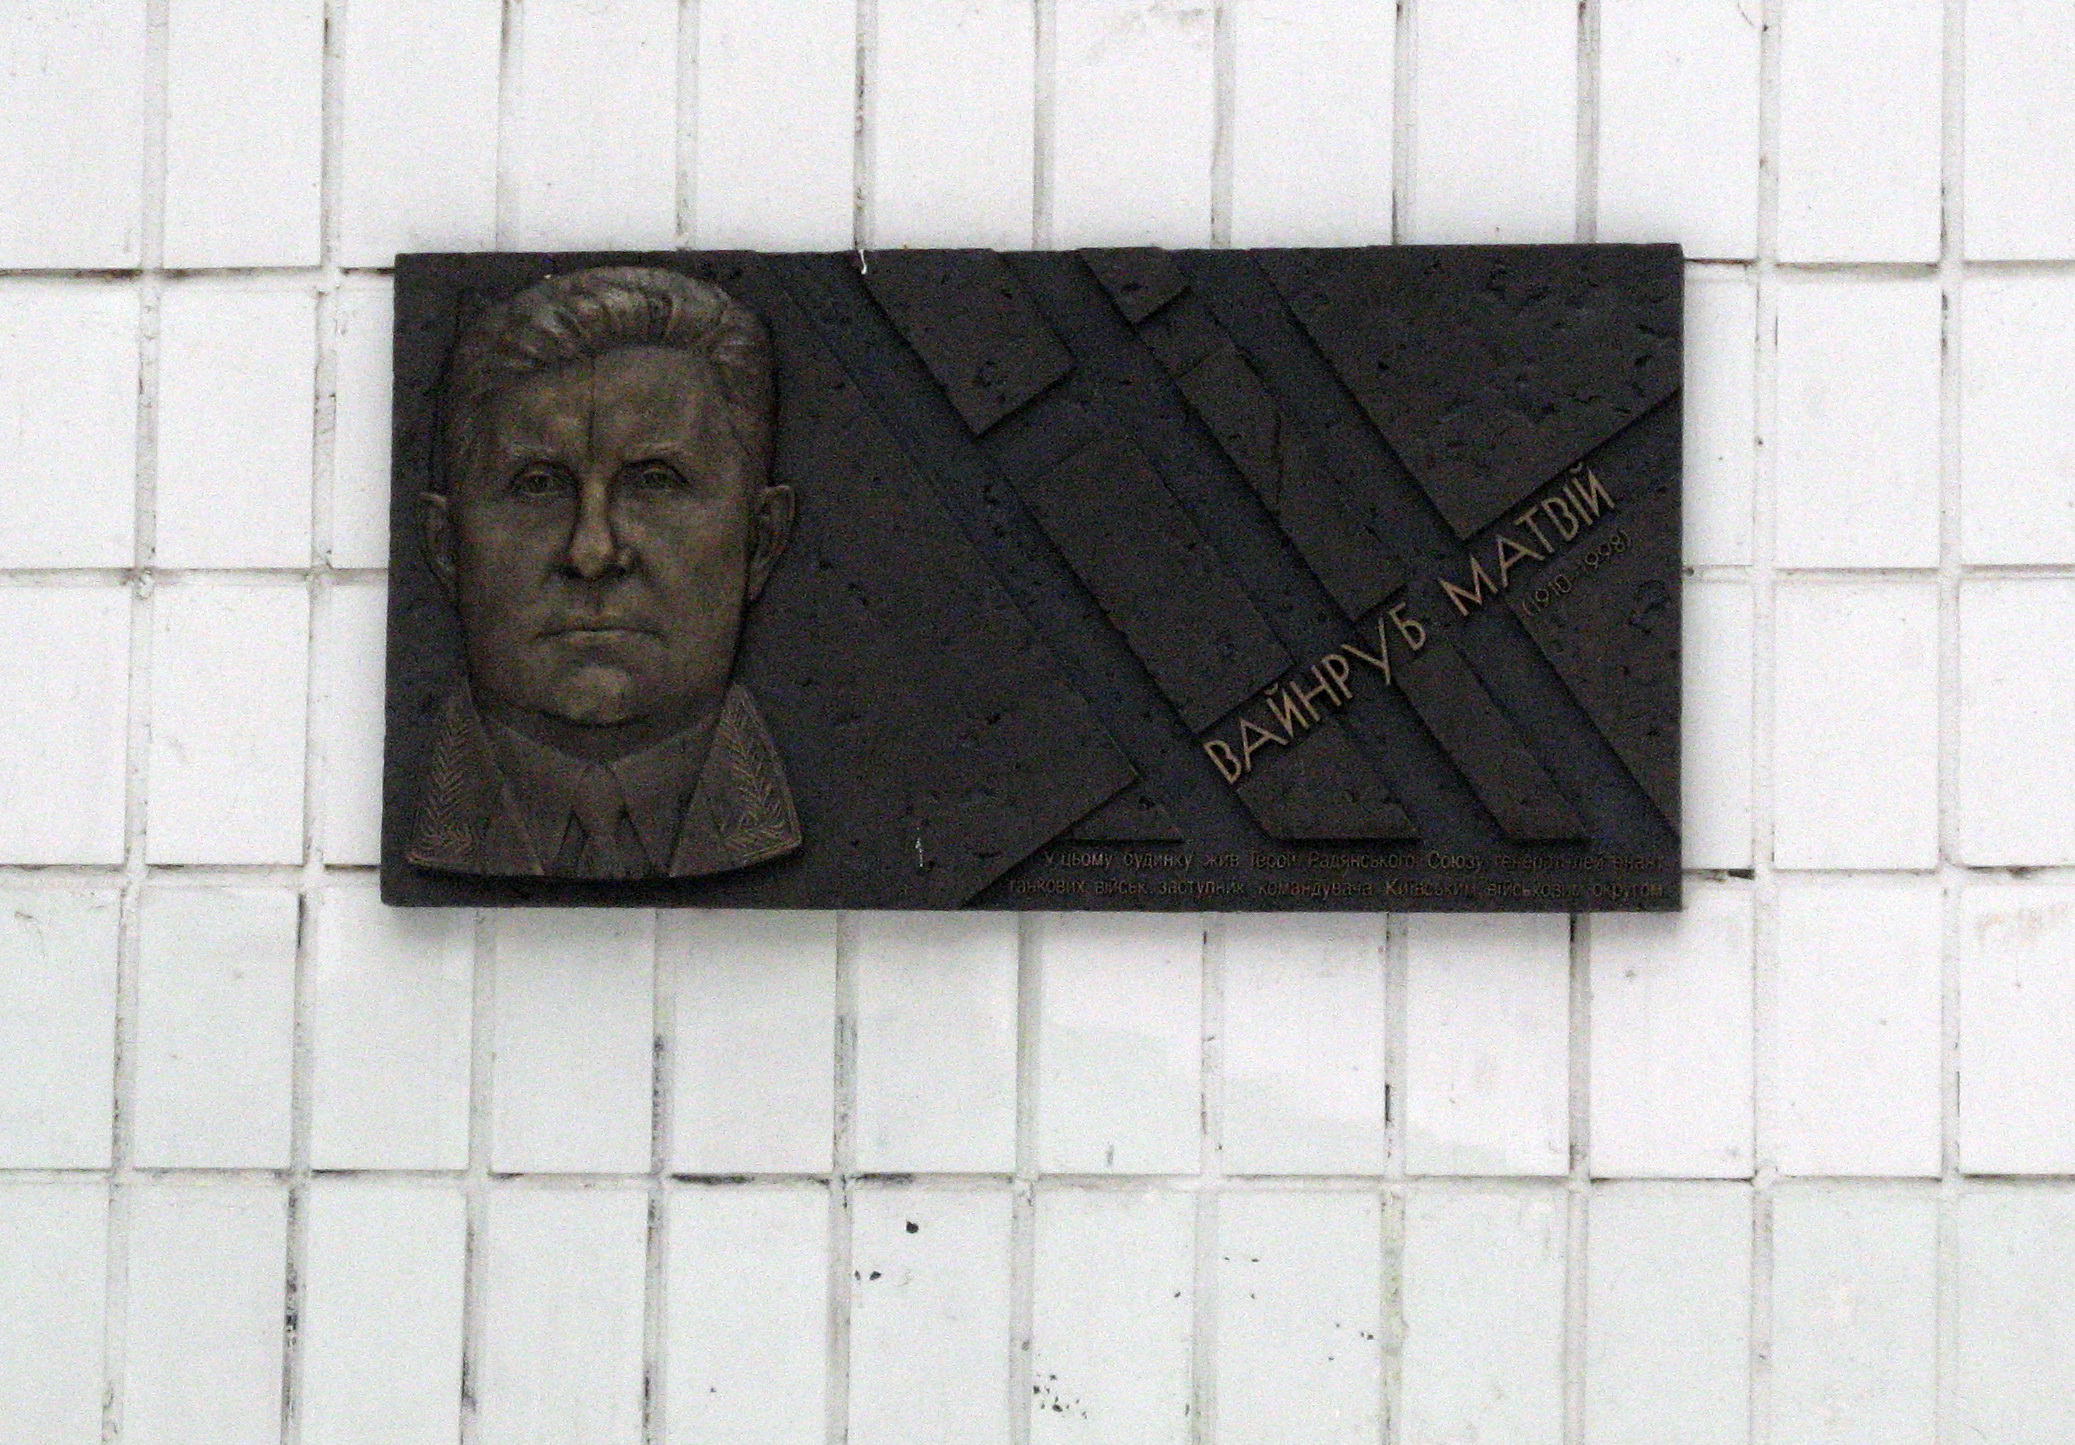 ВАЙНРУБ МАТВІЙ
(1910-1998)
У цьому будинку жив Герой Радянського Союзу, генерал-лейтенант
танкових військ, заступник командувача Київським військовим округом